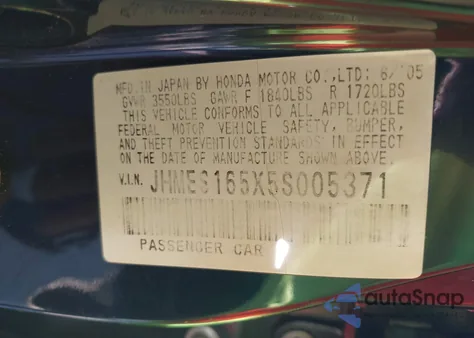 MFD. IN JAPAN BY HONDA MOTOR CO., LTD: 6/'05
GVWR 3550LBS GAWR F 1840LBS R 1720LBS
THIS VEHICLE CONFORMS TO ALL APPLICABLE
FEDERAL MOTOR VEHICLE SAFETY, BUMPER,
AND THEFT PREVENTION STANDARDS IN EFFECT
ON THE DATE OF MANUFACTURE SHOWN ABOVE.
V.I.N. JHMES165X5S005371
PASSENGER CAR
autaSnap